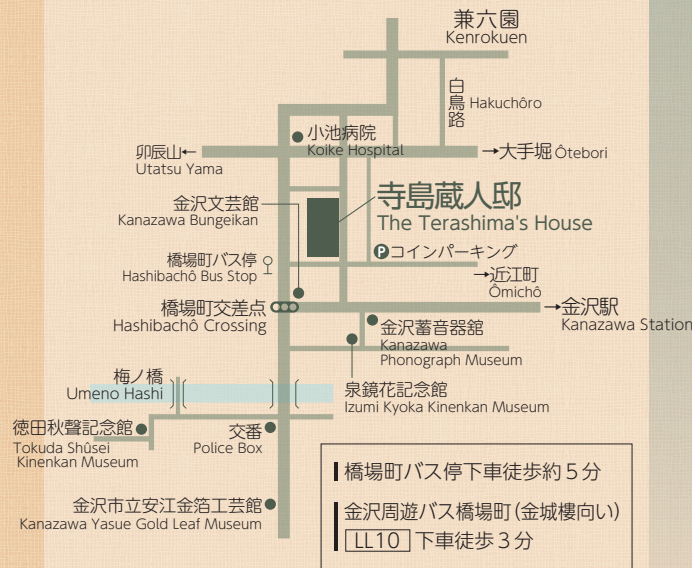 兼六園
Kenrokuen
白鳥路 Hakuchôro
小池病院
Koike Hospital
卯辰山←
Utatsu Yama
→大手堀 Ôtebori
寺島蔵人邸
The Terashima's House
金沢文芸館
Kanazawa Bungeikan
P コインパーキング
橋場町バス停
Hashibachô Bus Stop
→近江町
Ômichô
橋場町交差点
Hashibachô Crossing
→金沢駅
Kanazawa Station
金沢蓄音器館
Kanazawa
Phonograph Museum
梅ノ橋
Umeno Hashi
泉鏡花記念館
Izumi Kyoka Kinenkan Museum
徳田秋聲記念館
Tokuda Shûsei
Kinenkan Museum
交番
Police Box
金沢市立安江金箔工芸館
Kanazawa Yasue Gold Leaf Museum
橋場町バス停下車徒歩約5分
金沢周遊バス橋場町(金城樓向い)
LL10 下車徒歩3分